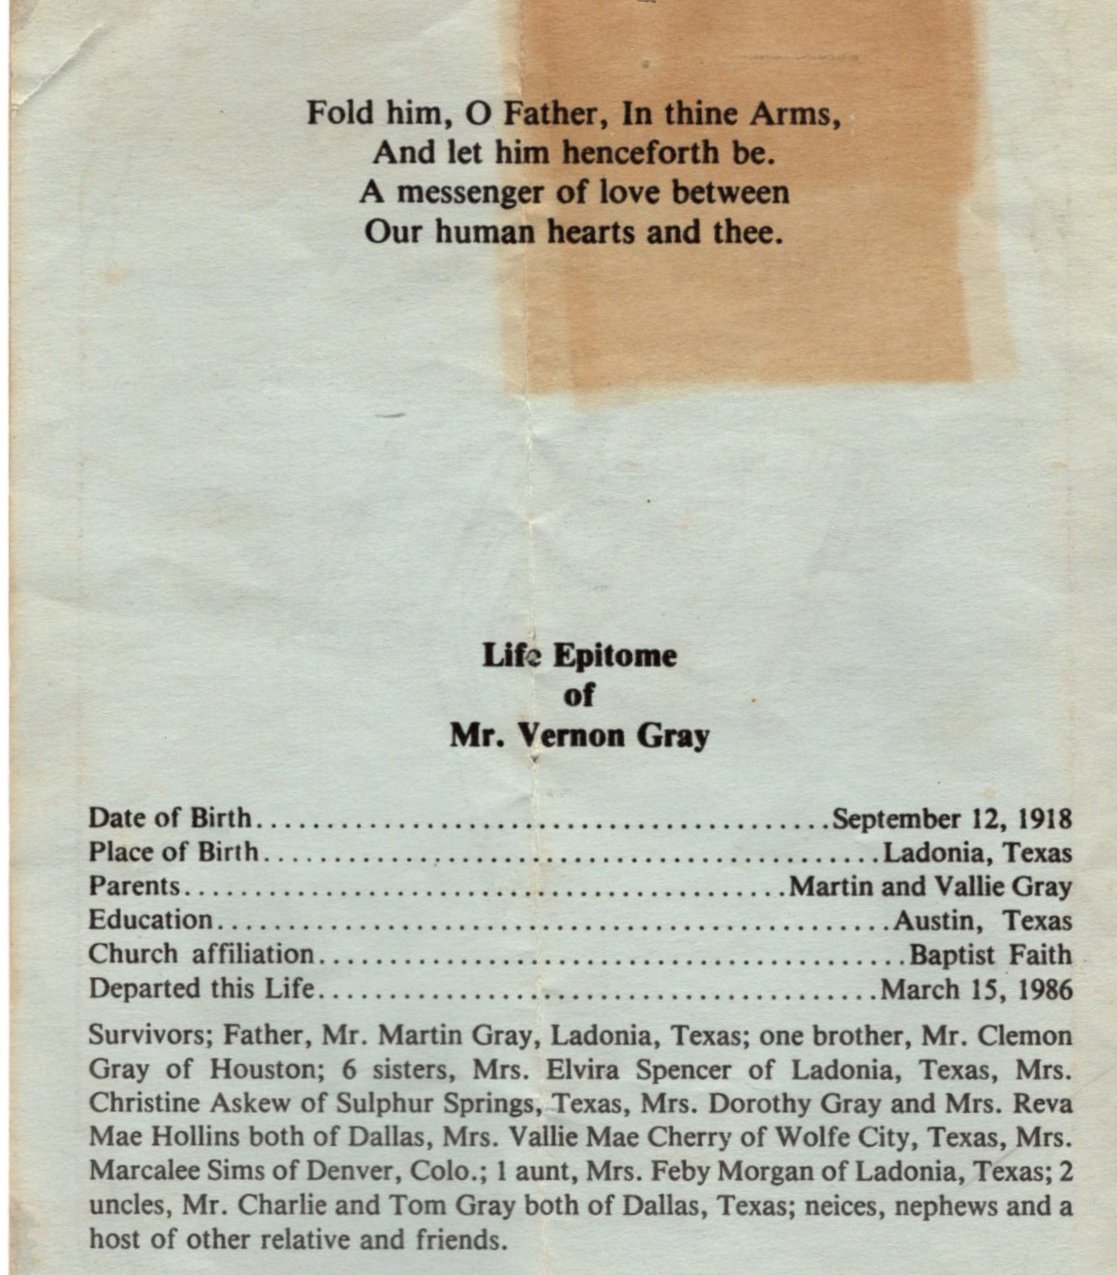 Fold him, O Father, In thine Arms,
And let him henceforth be.
A messenger of love between
Our human hearts and thee.
Life Epitome
of
Mr. Vernon Gray
Date of Birth.........................................September 12, 1918
Place of Birth............................................Ladonia, Texas
Parents...........................................Martin and Vallie Gray
Education................................................Austin, Texas
Church affiliation..........................................Baptist Faith
Departed this Life........................................March 15, 1986
Survivors; Father, Mr. Martin Gray, Ladonia, Texas; one brother, Mr. Clemon
Gray of Houston; 6 sisters, Mrs. Elvira Spencer of Ladonia, Texas, Mrs.
Christine Askew of Sulphur Springs, Texas, Mrs. Dorothy Gray and Mrs. Reva
Mae Hollins both of Dallas, Mrs. Vallie Mae Cherry of Wolfe City, Texas, Mrs.
Marcalee Sims of Denver, Colo.; 1 aunt, Mrs. Feby Morgan of Ladonia, Texas; 2
uncles, Mr. Charlie and Tom Gray both of Dallas, Texas; neices, nephews and a
host of other relative and friends.